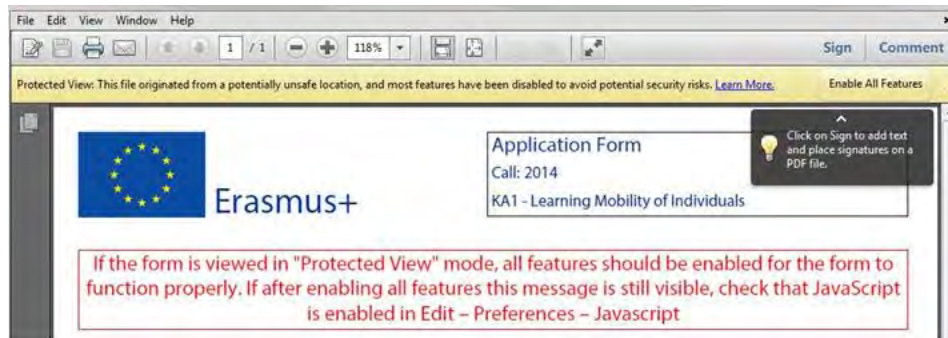 File Edit View Window Help
1 / 1 118% Sign Comment
Protected View: This file originated from a potentially unsafe location, and most features have been disabled to avoid potential security risks. Learn More. Enable All Features
Click on Sign to add text
and place signatures on a
PDF file.
Erasmus+
Application Form
Call: 2014
KA1 - Learning Mobility of Individuals
If the form is viewed in "Protected View" mode, all features should be enabled for the form to
function properly. If after enabling all features this message is still visible, check that JavaScript
is enabled in Edit – Preferences – Javascript